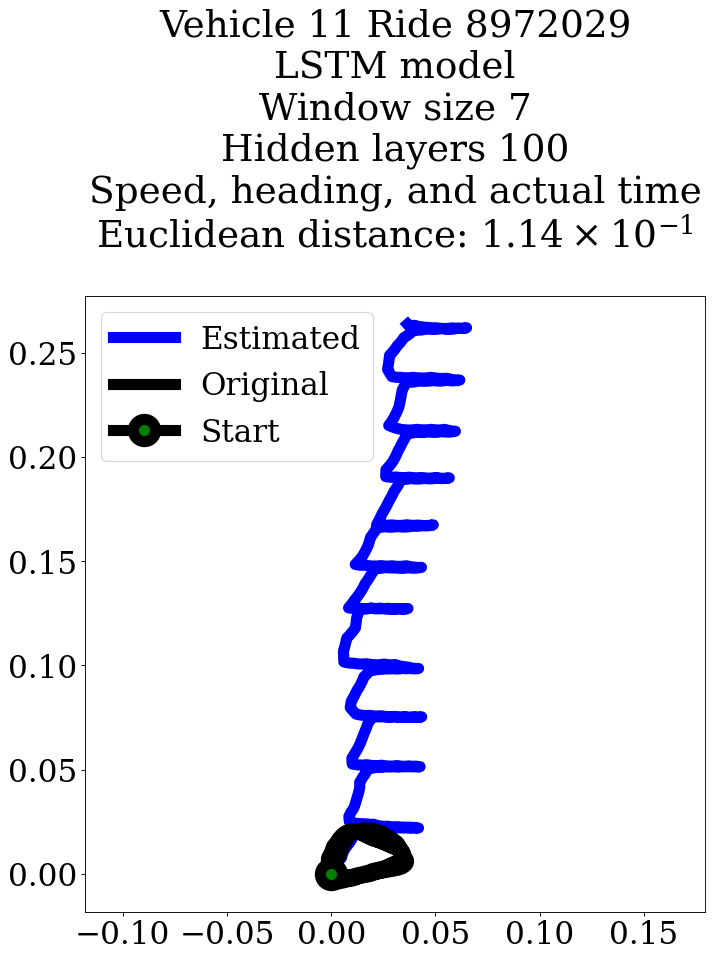 Vehicle 11 Ride 8972029
LSTM model
Window size 7
Hidden layers 100
Speed, heading, and actual time
Euclidean distance: 1.14 × 10⁻¹
Estimated
Original
Start
0.25
0.20
0.15
0.10
0.05
0.00
−0.10 −0.05 0.00 0.05 0.10 0.15